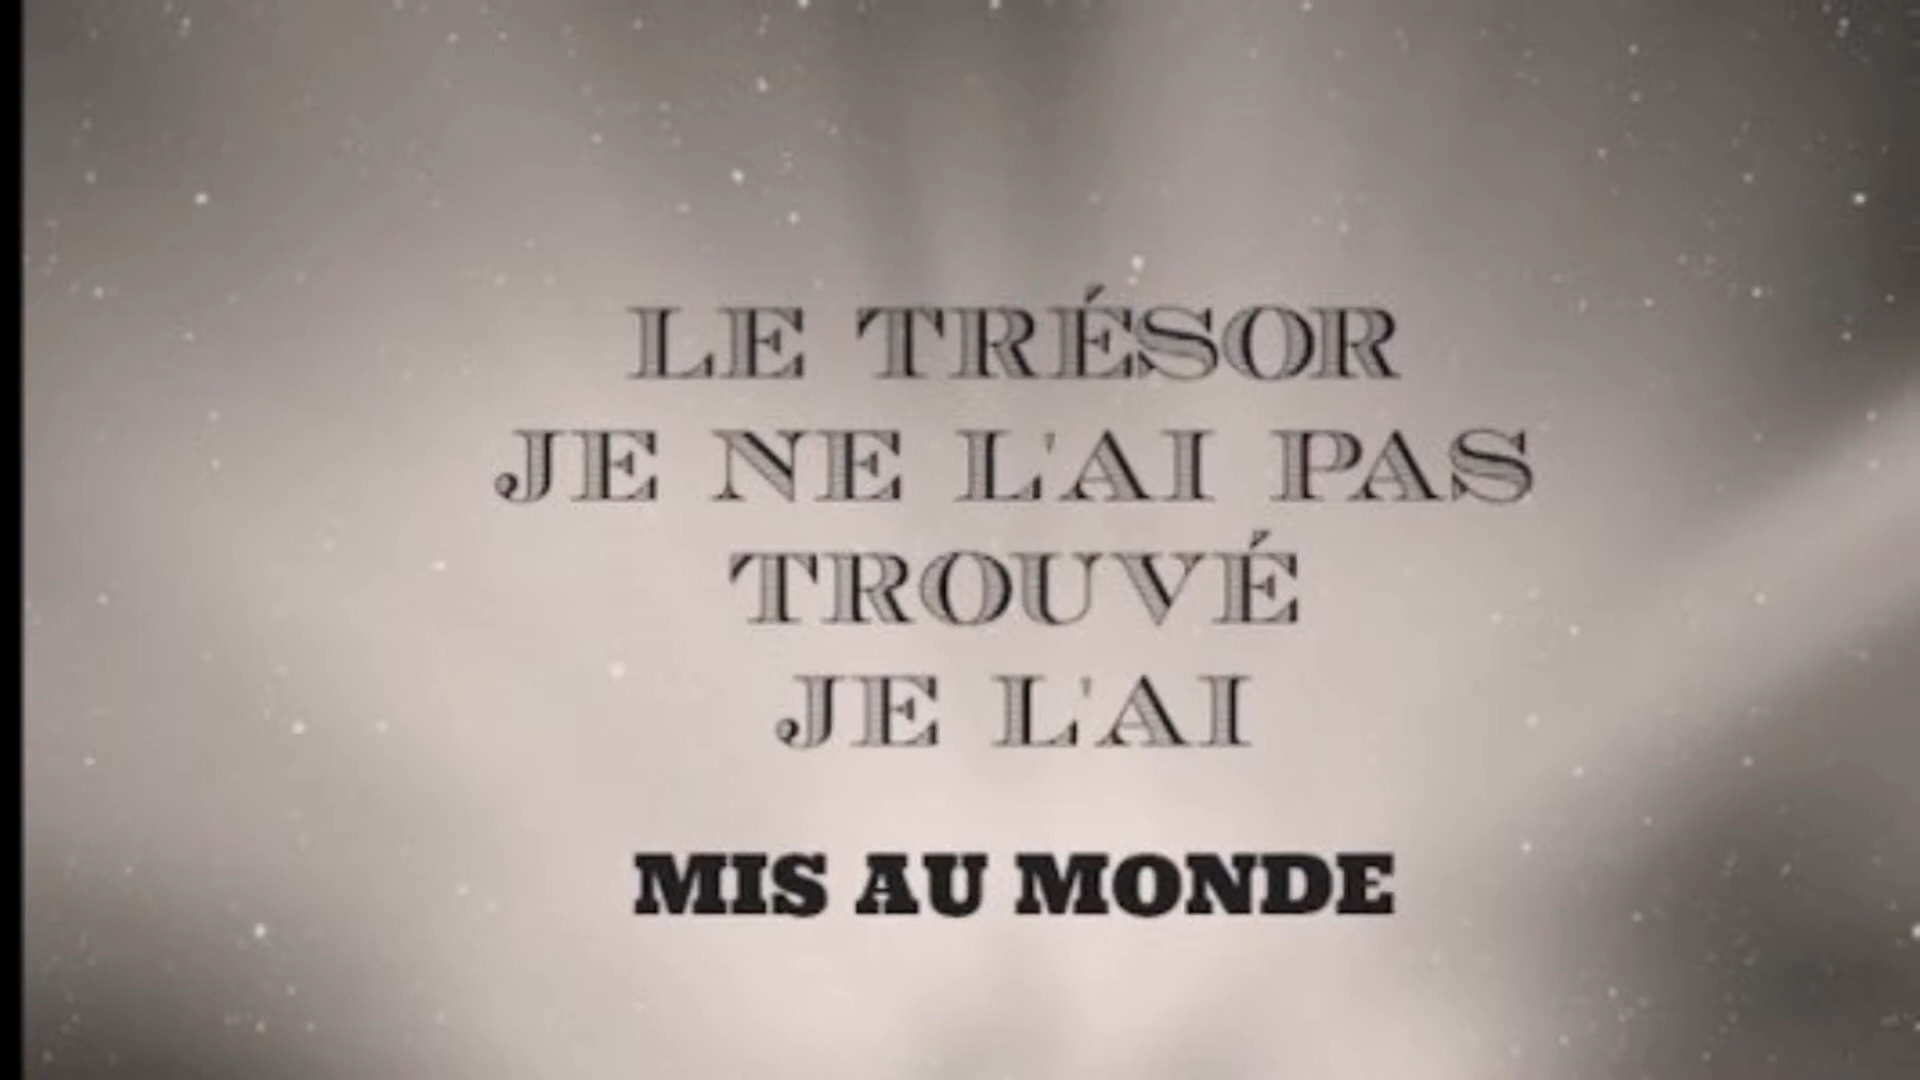 LE TRÉSOR
JE NE L'AI PAS
TROUVÉ
JE L'AI
MIS AU MONDE